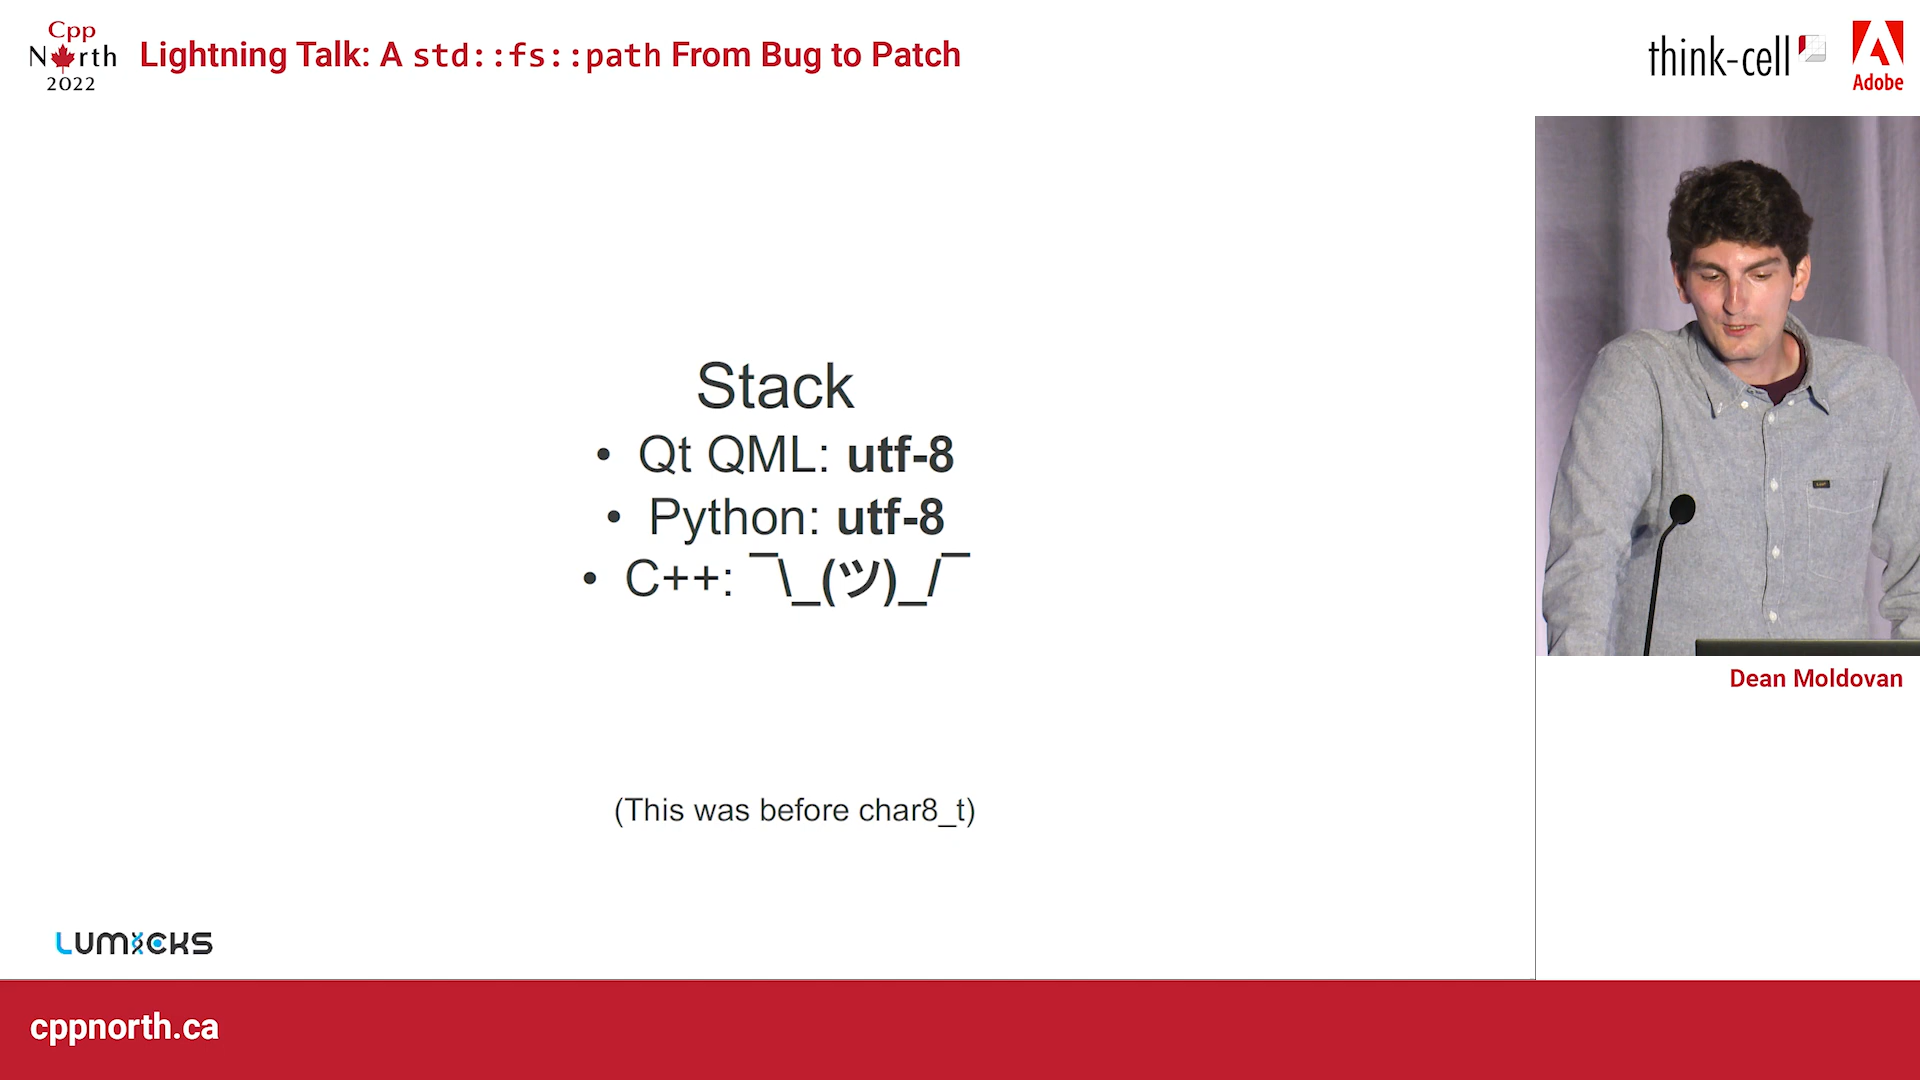 Cpp
North
2022
Lightning Talk: A std::fs::path From Bug to Patch
think-cell
Adobe
Stack
• Qt QML: utf-8
• Python: utf-8
• C++: ¯\_(ツ)_/¯
(This was before char8_t)
Dean Moldovan
LUMICKS
cppnorth.ca